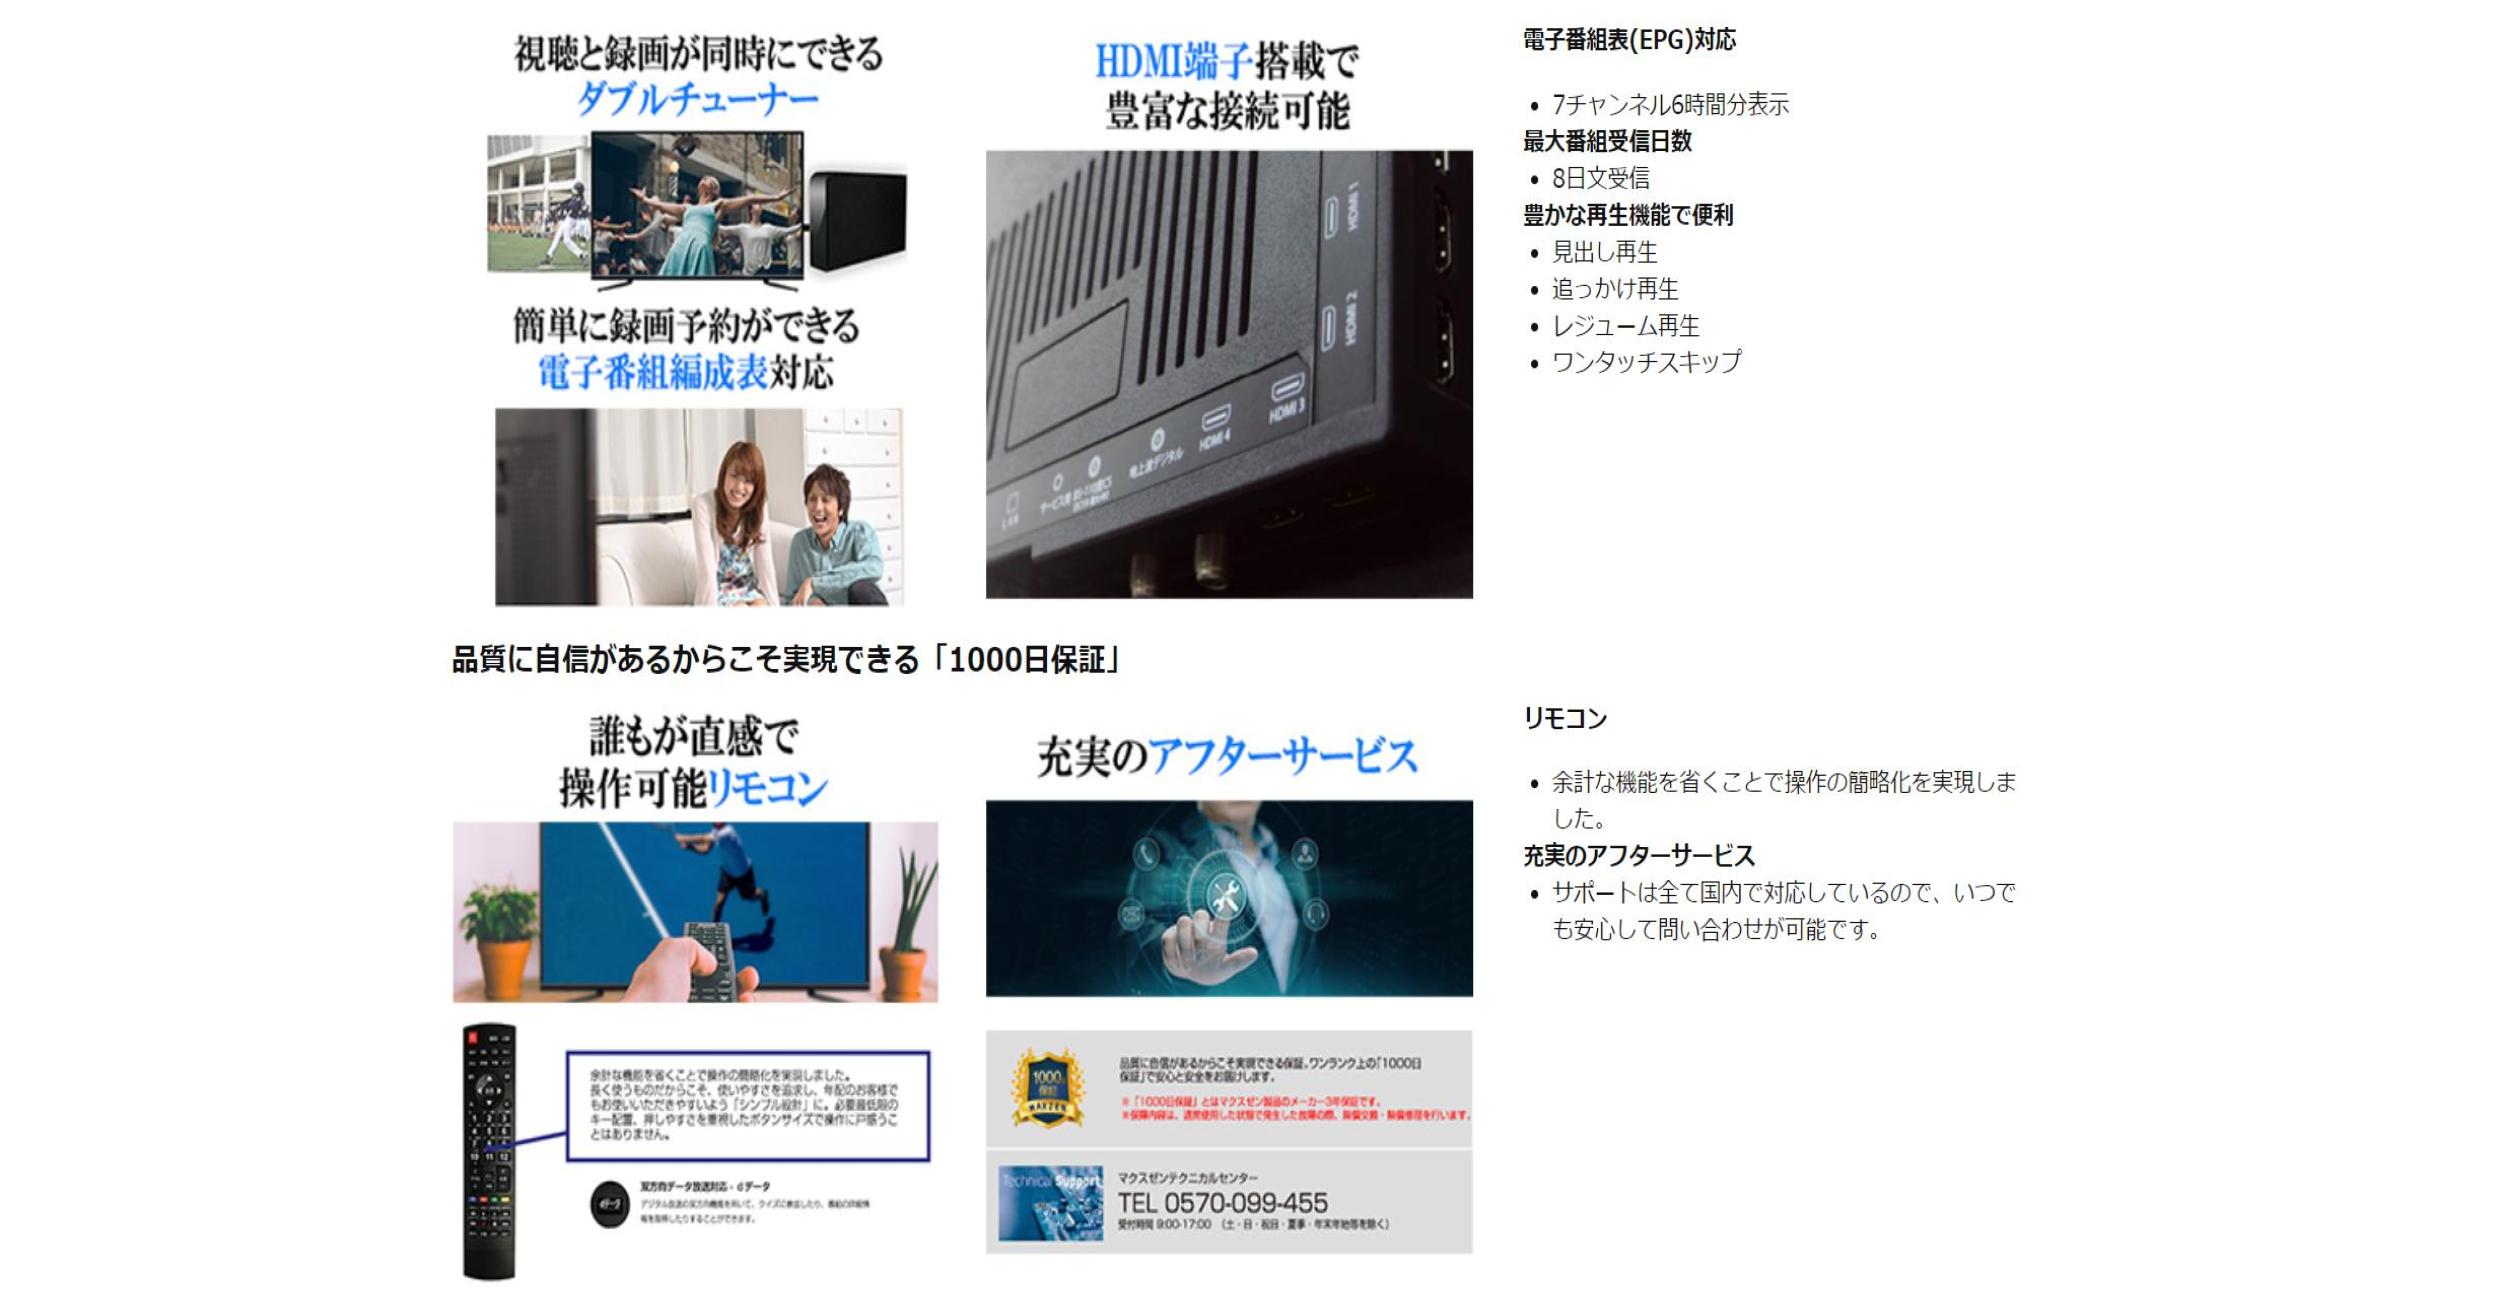 視聴と録画が同時にできる
ダブルチューナー
簡単に録画予約ができる
電子番組編成表対応
HDMI端子搭載で
豊富な接続可能
HDMI 1
HDMI 2
HDMI 3
HDMI 4
地上波デジタル
サービス用
LAN
電子番組表(EPG)対応
• 7チャンネル6時間分表示
最大番組受信日数
• 8日文受信
豊かな再生機能で便利
• 見出し再生
• 追っかけ再生
• レジューム再生
• ワンタッチスキップ
品質に自信があるからこそ実現できる「1000日保証」
誰もが直感で
操作可能リモコン
余計な機能を省くことで操作の簡略化を実現しました。
長く使うものだからこそ、使いやすさを追求し、年配のお客様で
もお使いいただきやすいよう「シンプル設計」に。必要最低限の
キー配置、押しやすさを重視したボタンサイズで操作に戸惑うこ
とはありません。
10 11 12
双方向データ放送対応・dデータ
デジタル放送の双方向機能を用いて、クイズに参加したり、番組の詳細情
報を取得したりすることができます。
充実のアフターサービス
1000日
保証
MAXZEN
品質に自信があるからこそ実現できる保証。ワンランク上の「1000日
保証」で安心と安全をお届けします。
※「1000日保証」とはマクスゼン製品のメーカー3年保証です。
※保障内容は、通常使用した状態で発生した故障の際、無償交換・無償修理を行います。
Technical Support
マクスゼンテクニカルセンター
TEL 0570-099-455
受付時間 9:00-17:00 （土・日・祝日・夏季・年末年始等を除く）
リモコン
• 余計な機能を省くことで操作の簡略化を実現しま
した。
充実のアフターサービス
• サポートは全て国内で対応しているので、いつで
も安心して問い合わせが可能です。